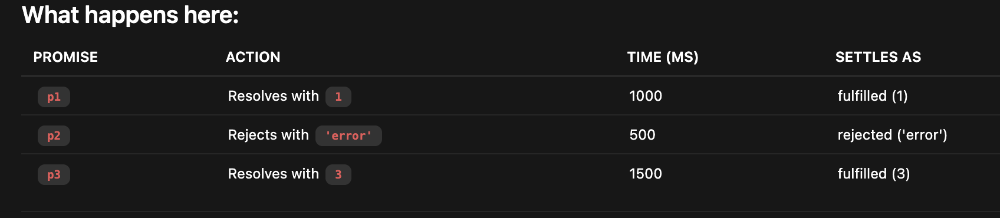 What happens here:
PROMISE ACTION TIME (MS) SETTLES AS
p1 Resolves with 1 1000 fulfilled (1)
p2 Rejects with 'error' 500 rejected ('error')
p3 Resolves with 3 1500 fulfilled (3)